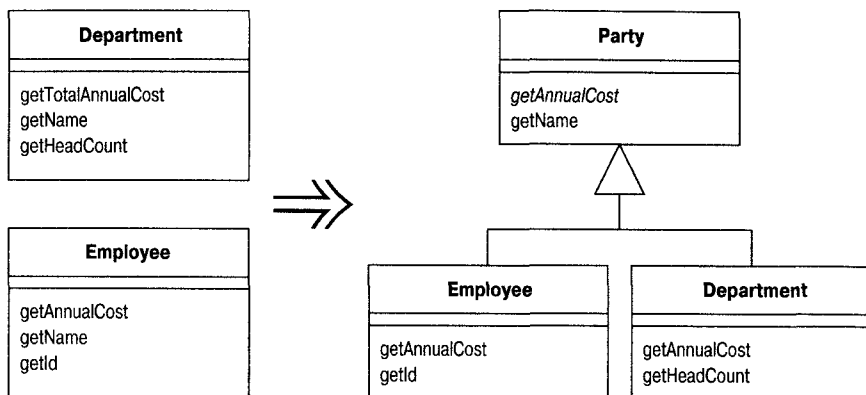 Department
getTotalAnnualCost
getName
getHeadCount
Employee
getAnnualCost
getName
getId
Party
getAnnualCost
getName
Employee
getAnnualCost
getId
Department
getAnnualCost
getHeadCount